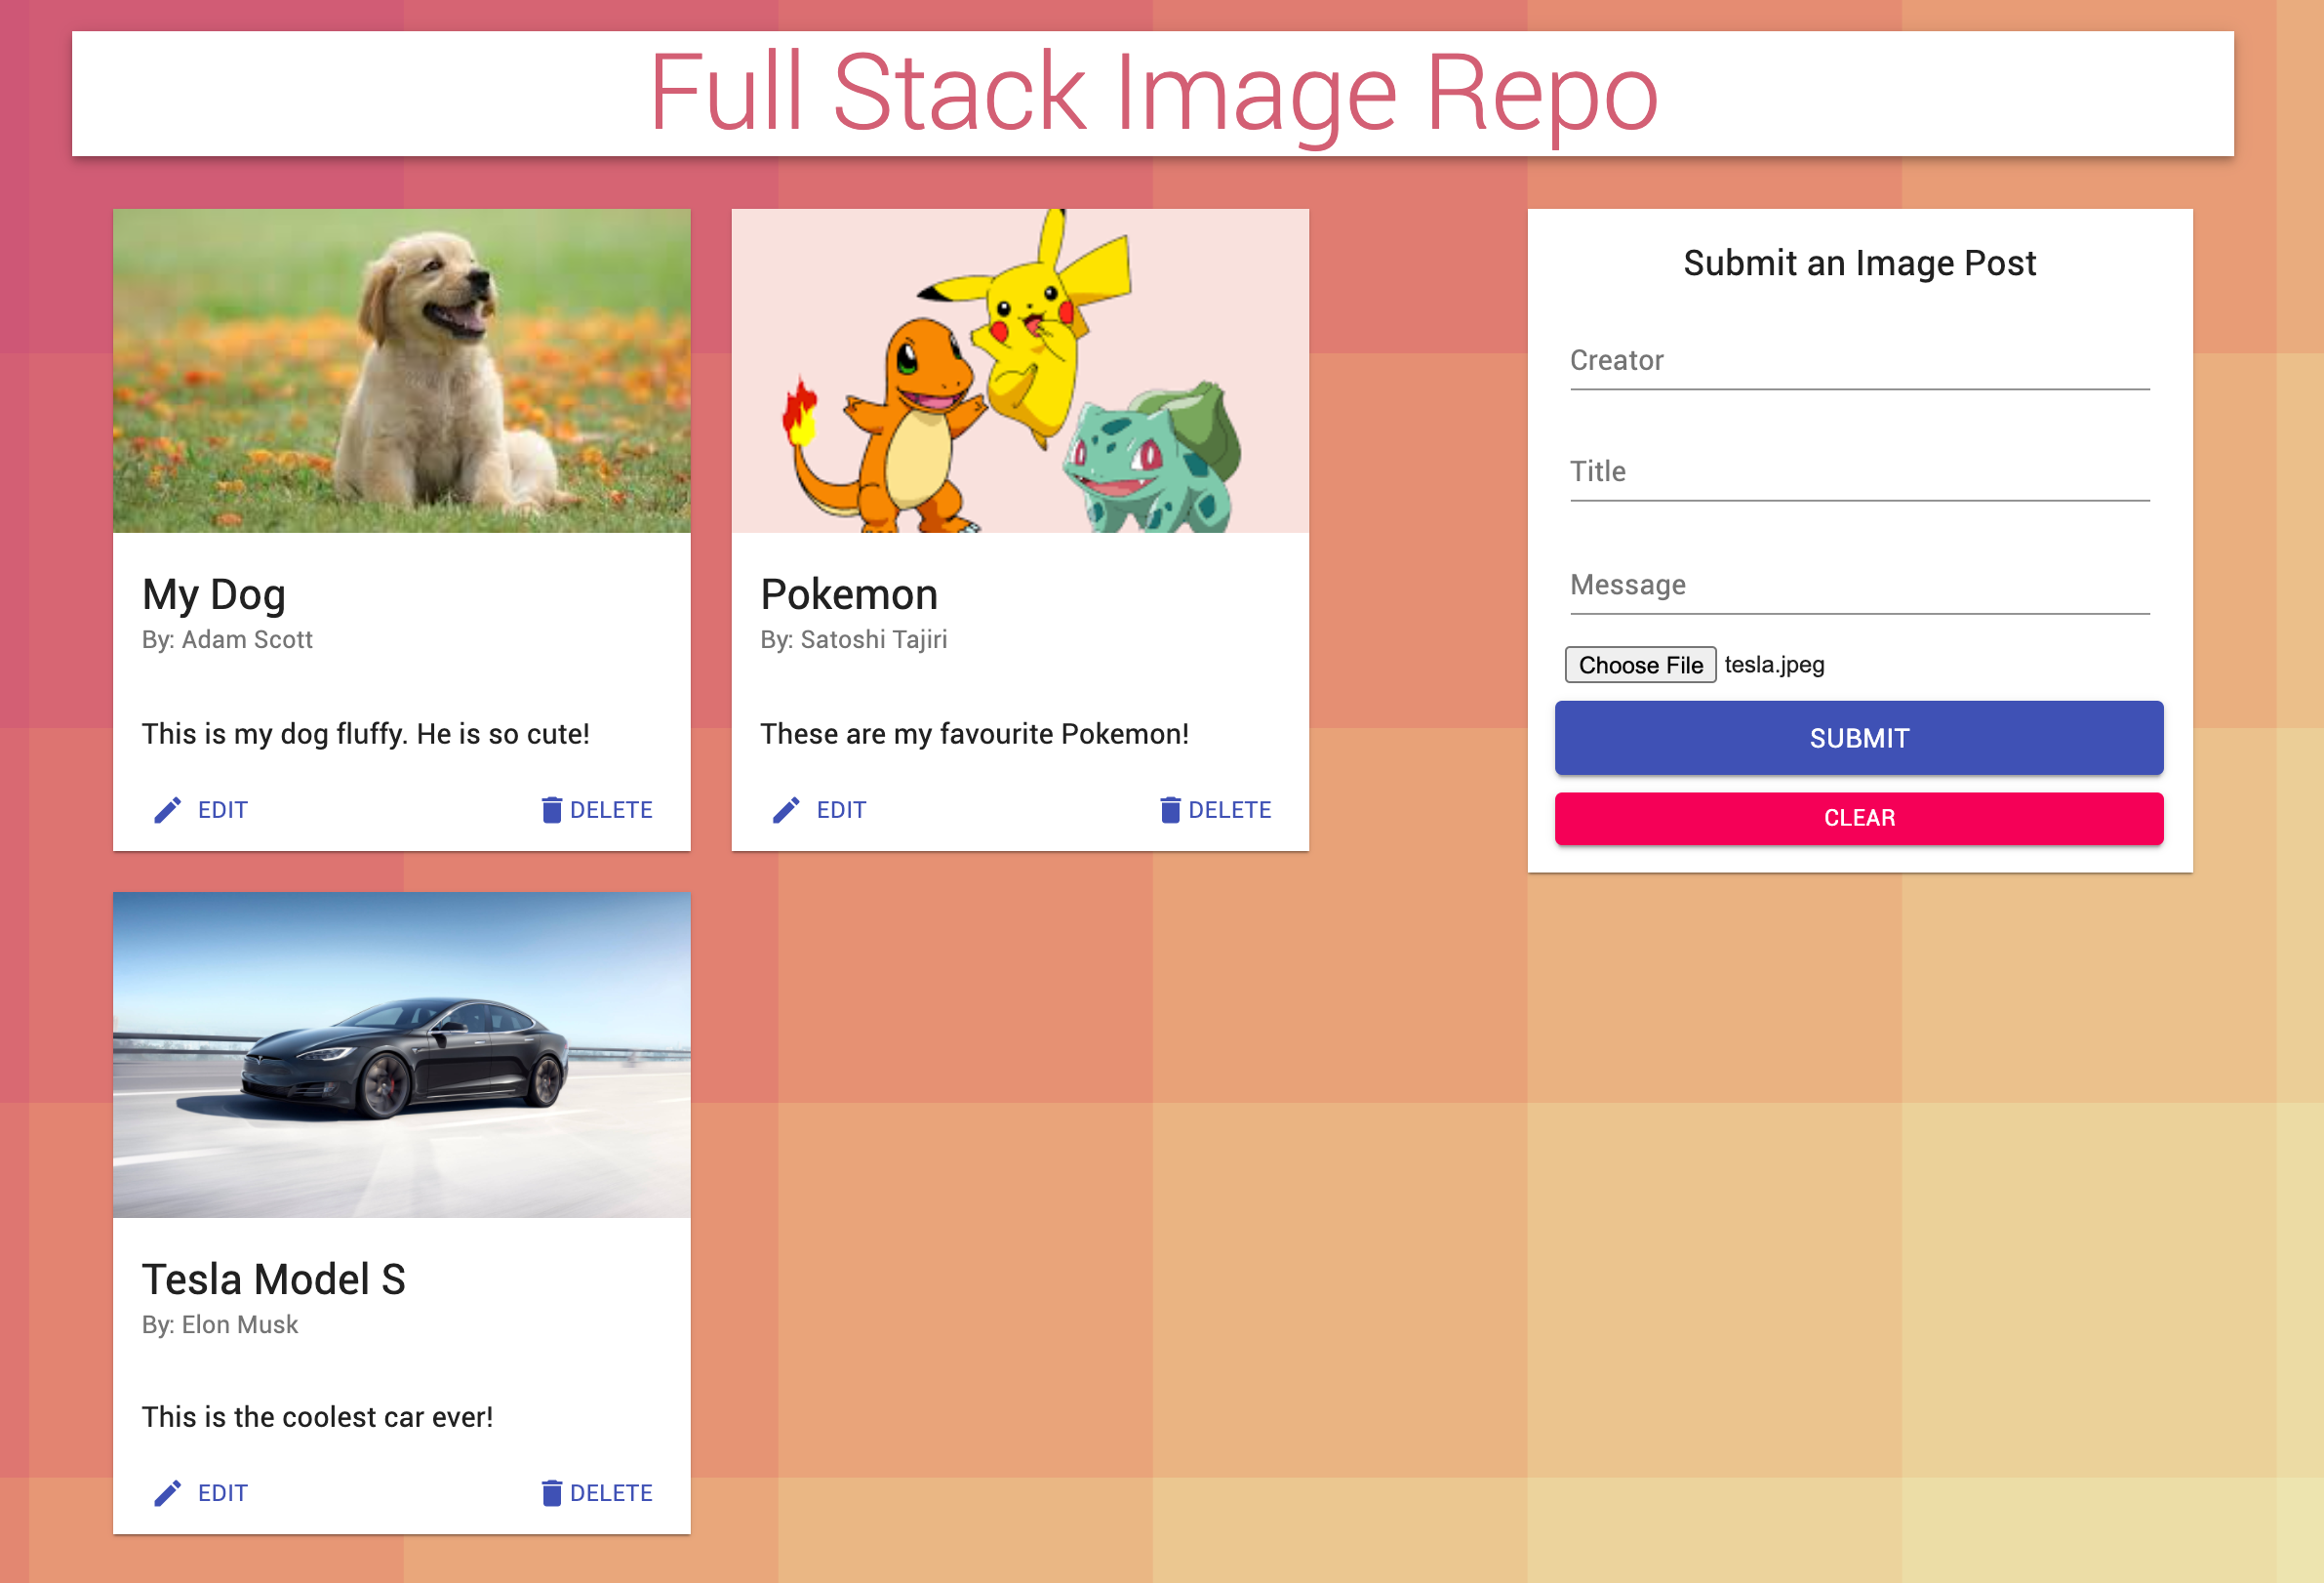 Full Stack Image Repo
My Dog
By: Adam Scott
This is my dog fluffy. He is so cute!
EDIT
DELETE
Pokemon
By: Satoshi Tajiri
These are my favourite Pokemon!
EDIT
DELETE
Tesla Model S
By: Elon Musk
This is the coolest car ever!
EDIT
DELETE
Submit an Image Post
Creator
Title
Message
Choose File tesla.jpeg
SUBMIT
CLEAR